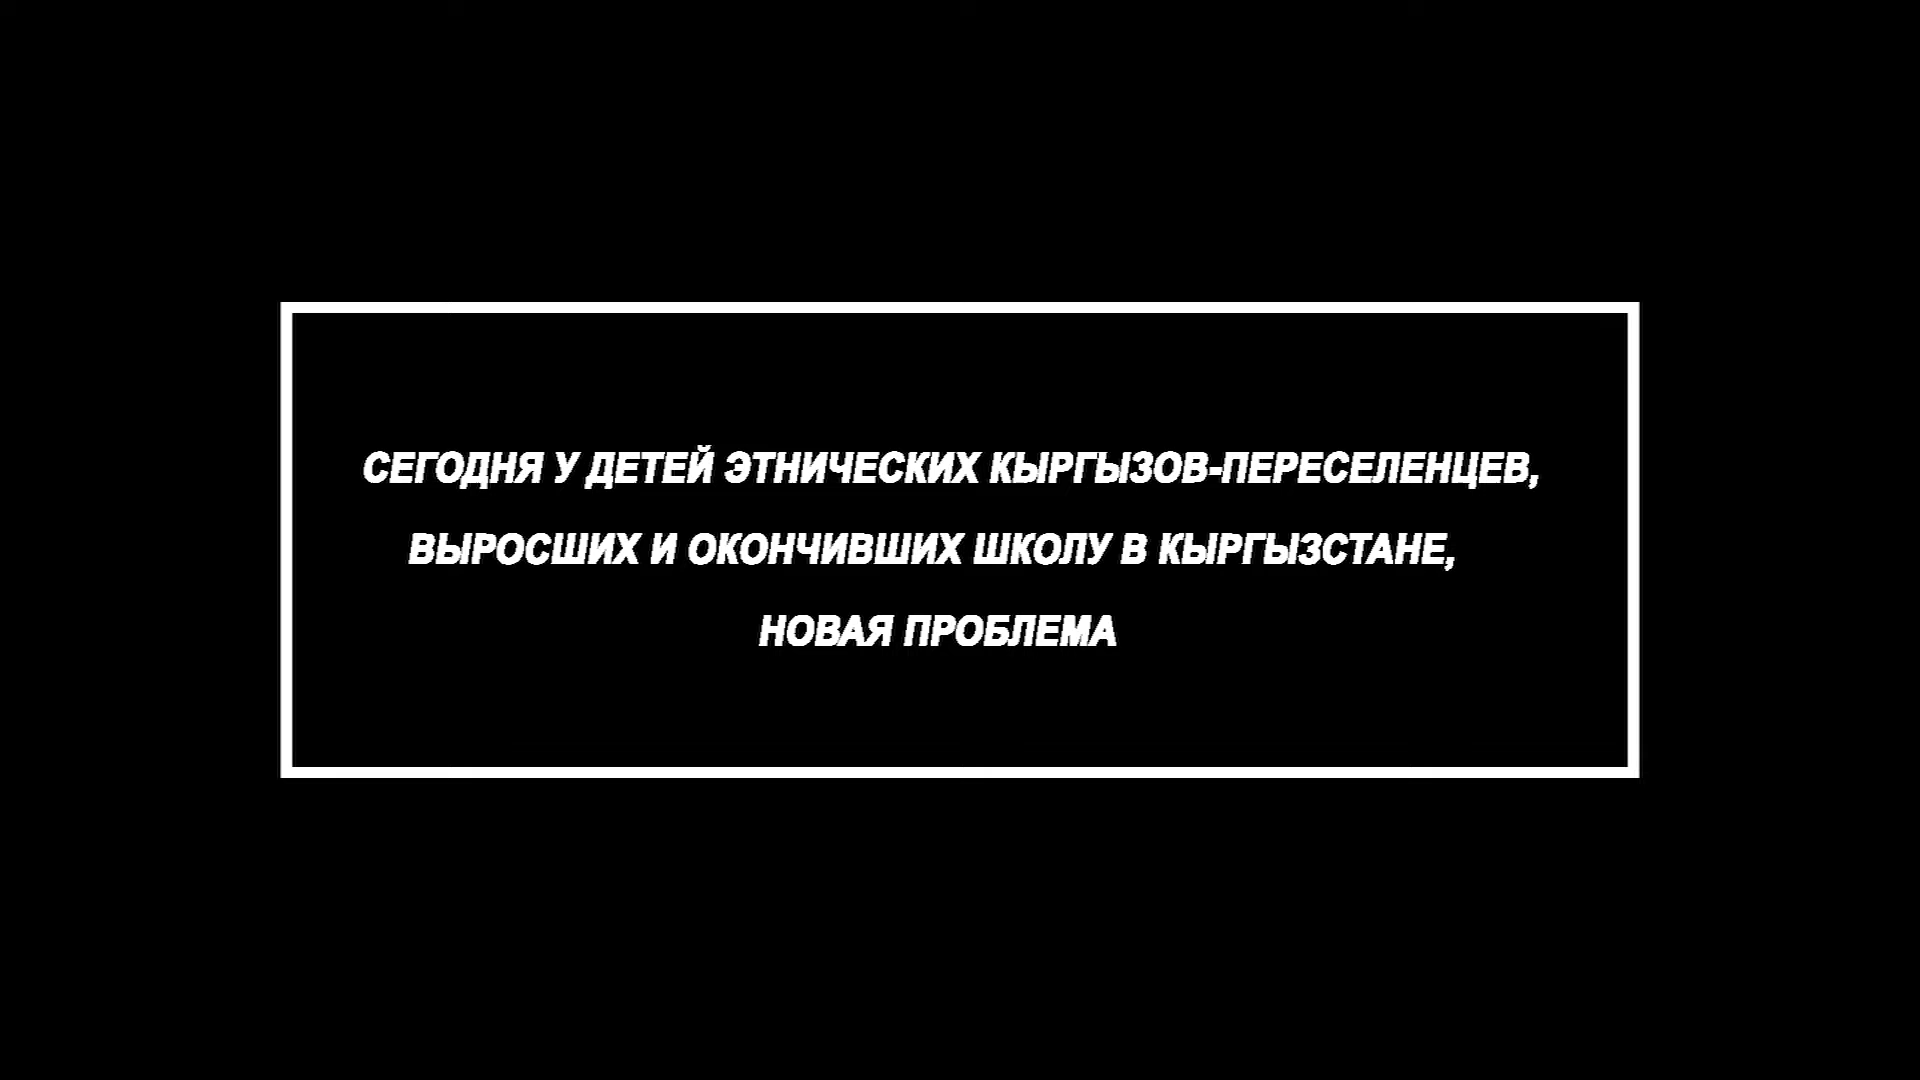 СЕГОДНЯ У ДЕТЕЙ ЭТНИЧЕСКИХ КЫРГЫЗОВ-ПЕРЕСЕЛЕНЦЕВ,
ВЫРОСШИХ И ОКОНЧИВШИХ ШКОЛУ В КЫРГЫЗСТАНЕ,
НОВАЯ ПРОБЛЕМА